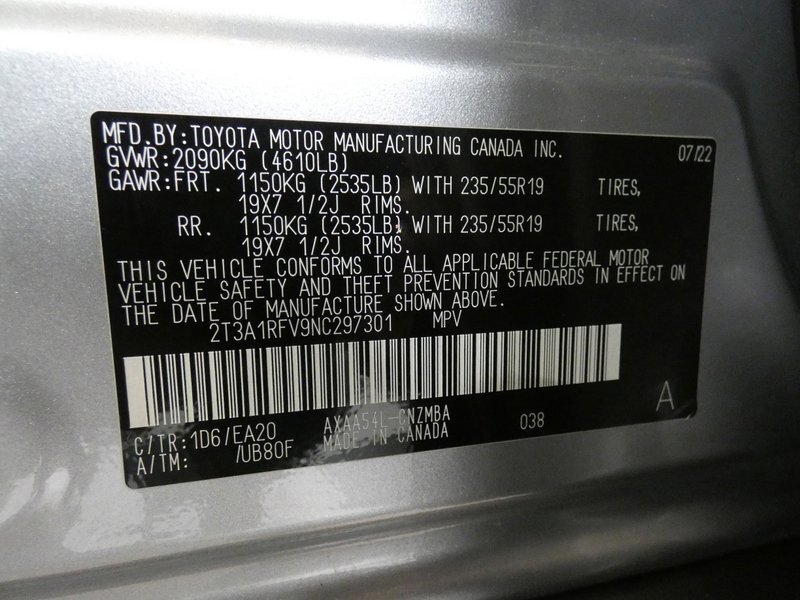 MFD.BY:TOYOTA MOTOR MANUFACTURING CANADA INC. 07/22
GVWR:2090KG (4610LB)
GAWR:FRT. 1150KG (2535LB) WITH 235/55R19 TIRES,
19X7 1/2J RIMS.
RR. 1150KG (2535LB) WITH 235/55R19 TIRES,
19X7 1/2J RIMS.
THIS VEHICLE CONFORMS TO ALL APPLICABLE FEDERAL MOTOR
VEHICLE SAFETY AND THEFT PREVENTION STANDARDS IN EFFECT ON
THE DATE OF MANUFACTURE SHOWN ABOVE.
2T3A1RFV9NC297301 MPV
A
C/TR:1D6/EA20 AXAA54L-CNZMBA 038
A/TM: /UB80F MADE IN CANADA